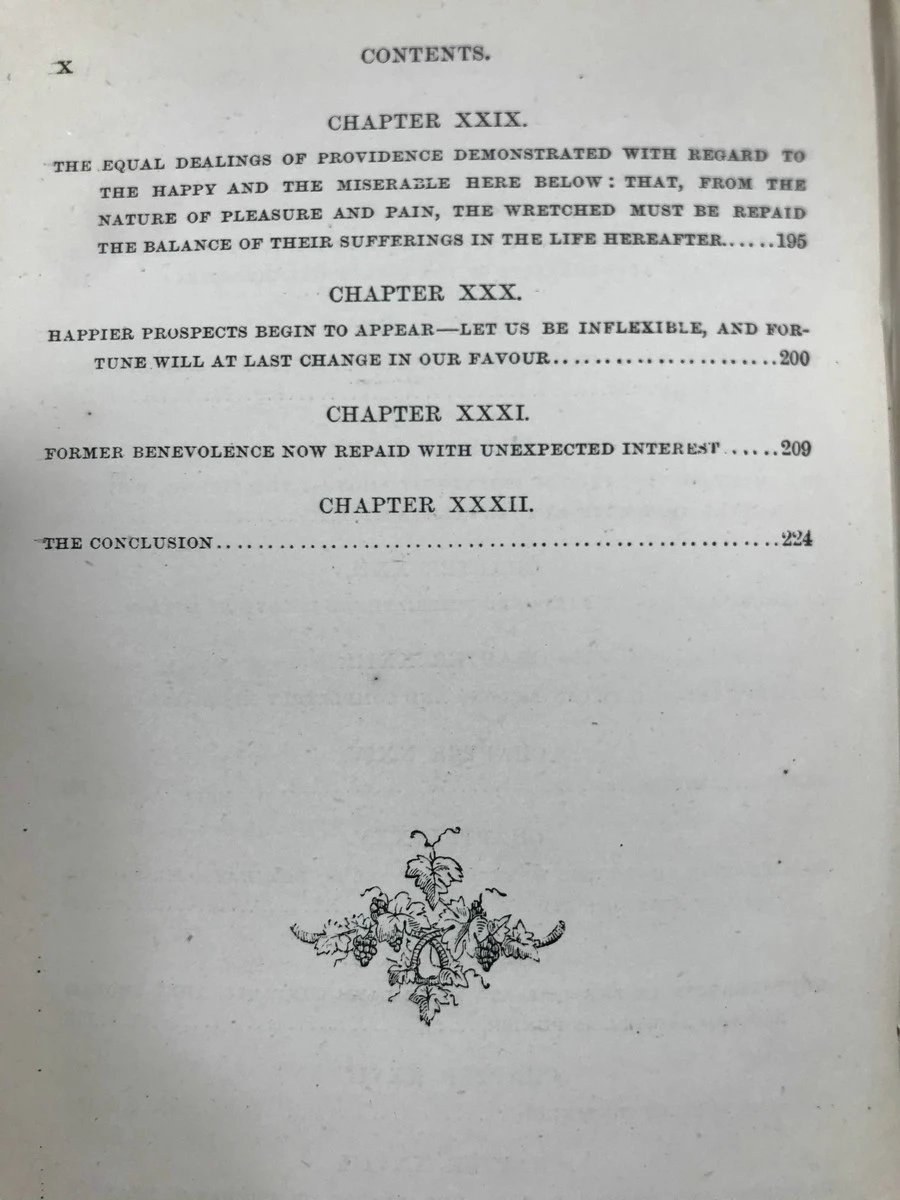 X
CONTENTS.
CHAPTER XXIX.
THE EQUAL DEALINGS OF PROVIDENCE DEMONSTRATED WITH REGARD TO
THE HAPPY AND THE MISERABLE HERE BELOW: THAT, FROM THE
NATURE OF PLEASURE AND PAIN, THE WRETCHED MUST BE REPAID
THE BALANCE OF THEIR SUFFERINGS IN THE LIFE HEREAFTER......195
CHAPTER XXX.
HAPPIER PROSPECTS BEGIN TO APPEAR—LET US BE INFLEXIBLE, AND FOR-
TUNE WILL AT LAST CHANGE IN OUR FAVOUR........................200
CHAPTER XXXI.
FORMER BENEVOLENCE NOW REPAID WITH UNEXPECTED INTEREST .....209
CHAPTER XXXII.
THE CONCLUSION............................................................224